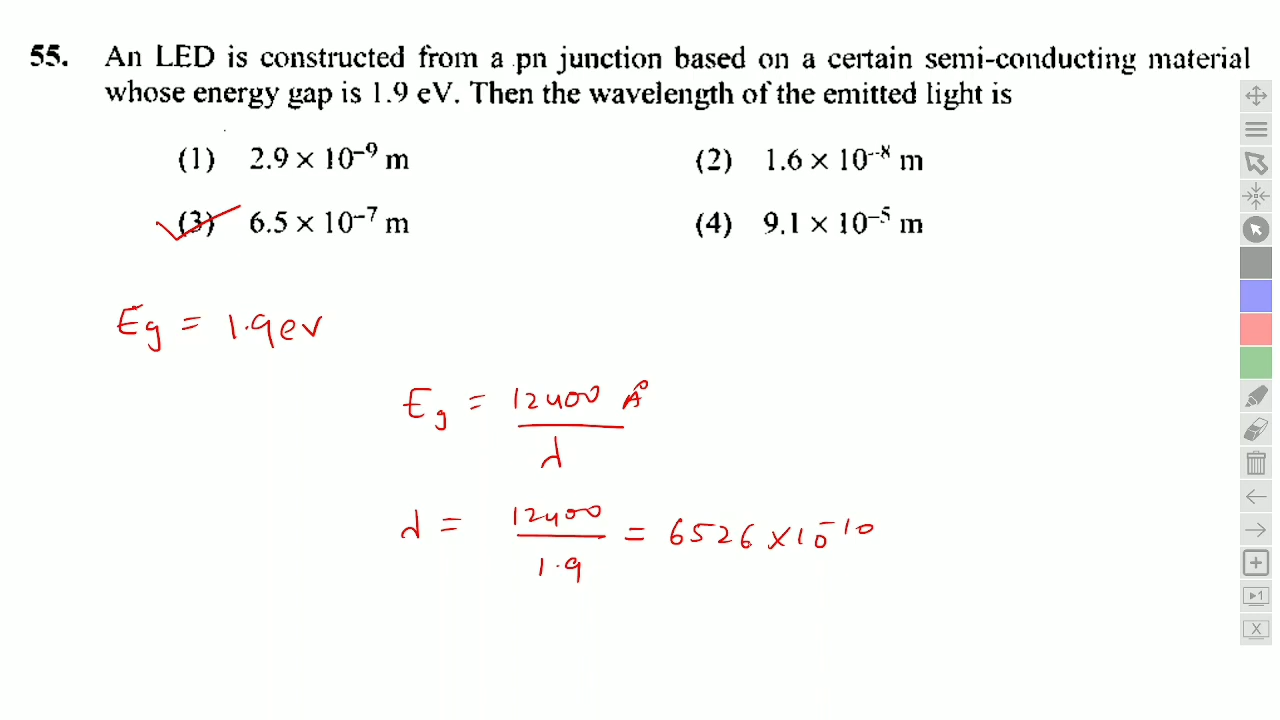 55. An LED is constructed from a pn junction based on a certain semi-conducting material
whose energy gap is 1.9 eV. Then the wavelength of the emitted light is
(1) 2.9 × 10⁻⁹ m (2) 1.6 × 10⁻⁸ m
(3) 6.5 × 10⁻⁷ m (4) 9.1 × 10⁻⁵ m
Eg = 1.9ev
Eg = 12400 Å
λ
λ = 12400 = 6526 × 10⁻¹⁰
1.9
1
X